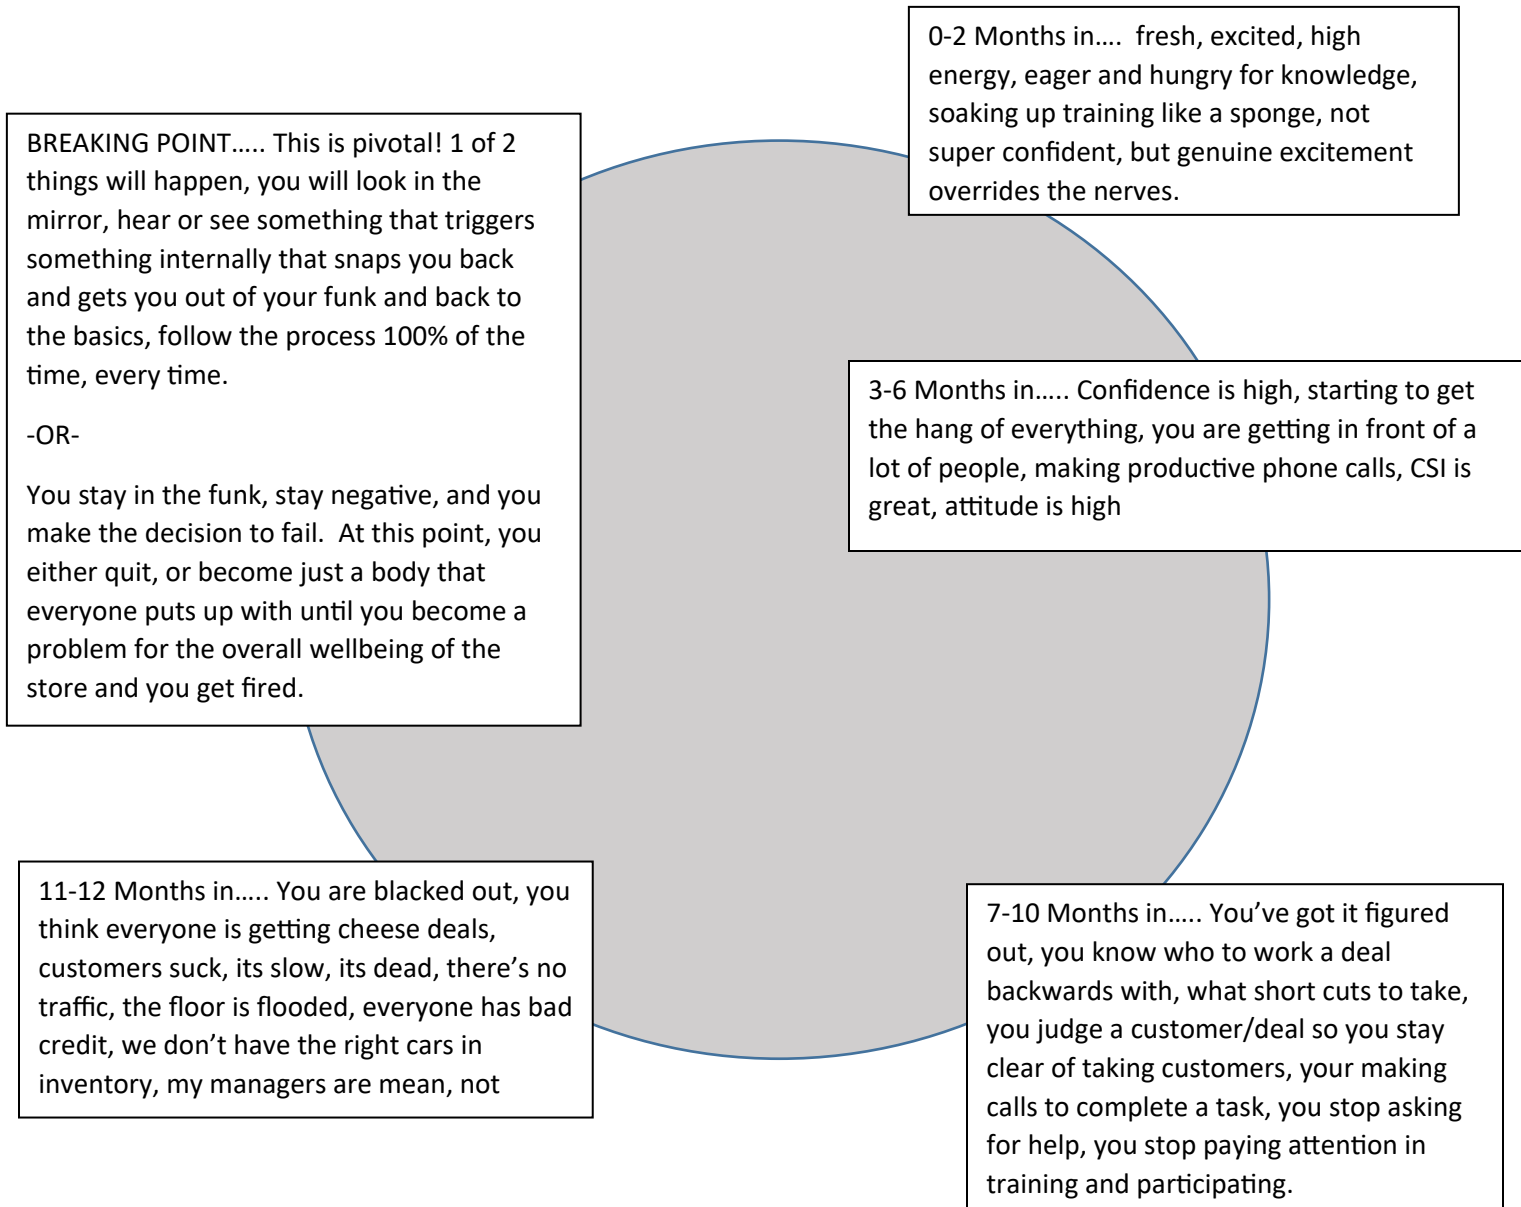 0-2 Months in…. fresh, excited, high
energy, eager and hungry for knowledge,
soaking up training like a sponge, not
super confident, but genuine excitement
overrides the nerves.
3-6 Months in….. Confidence is high, starting to get
the hang of everything, you are getting in front of a
lot of people, making productive phone calls, CSI is
great, attitude is high
7-10 Months in….. You’ve got it figured
out, you know who to work a deal
backwards with, what short cuts to take,
you judge a customer/deal so you stay
clear of taking customers, your making
calls to complete a task, you stop asking
for help, you stop paying attention in
training and participating.
11-12 Months in….. You are blacked out, you
think everyone is getting cheese deals,
customers suck, its slow, its dead, there’s no
traffic, the floor is flooded, everyone has bad
credit, we don’t have the right cars in
inventory, my managers are mean, not
BREAKING POINT….. This is pivotal! 1 of 2
things will happen, you will look in the
mirror, hear or see something that triggers
something internally that snaps you back
and gets you out of your funk and back to
the basics, follow the process 100% of the
time, every time.
-OR-
You stay in the funk, stay negative, and you
make the decision to fail.  At this point, you
either quit, or become just a body that
everyone puts up with until you become a
problem for the overall wellbeing of the
store and you get fired.